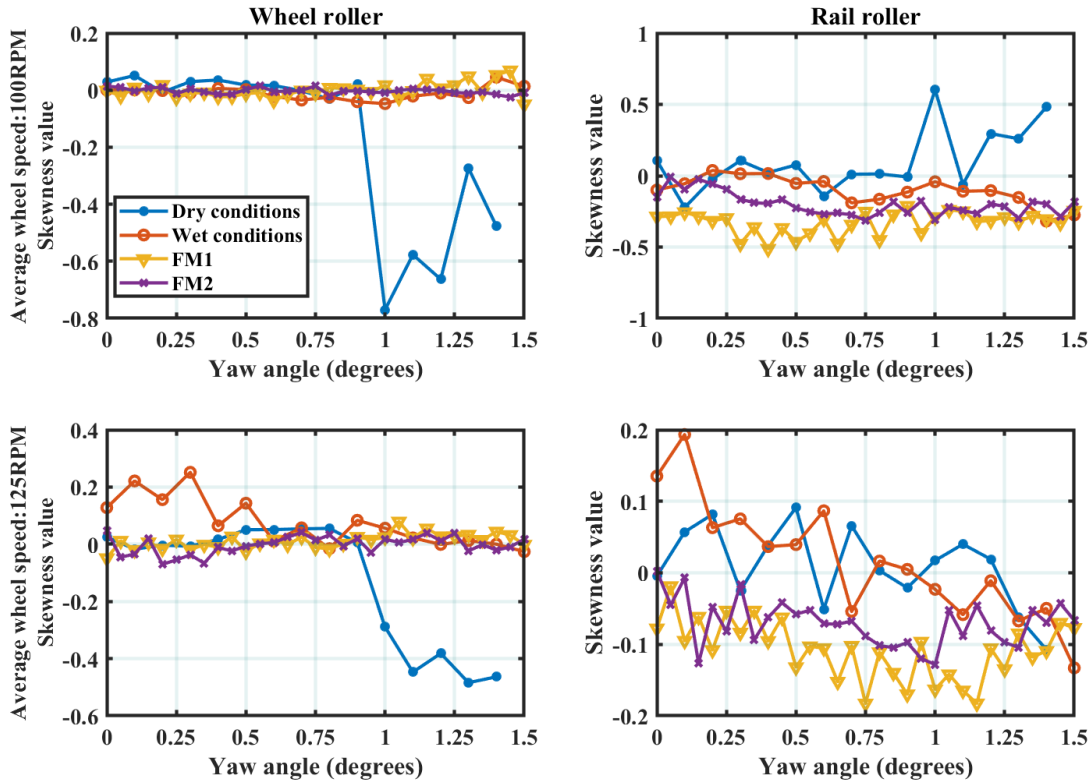 Wheel roller
Average wheel speed:100RPM
Skewness value
0.2
0
-0.2
-0.4
-0.6
-0.8
Dry conditions
Wet conditions
FM1
FM2
0 0.25 0.5 0.75 1 1.25 1.5
Yaw angle (degrees)
Rail roller
Skewness value
1
0.5
0
-0.5
-1
0 0.25 0.5 0.75 1 1.25 1.5
Yaw angle (degrees)
Average wheel speed:125RPM
Skewness value
0.4
0.2
0
-0.2
-0.4
-0.6
0 0.25 0.5 0.75 1 1.25 1.5
Yaw angle (degrees)
Skewness value
0.2
0.1
0
-0.1
-0.2
0 0.25 0.5 0.75 1 1.25 1.5
Yaw angle (degrees)